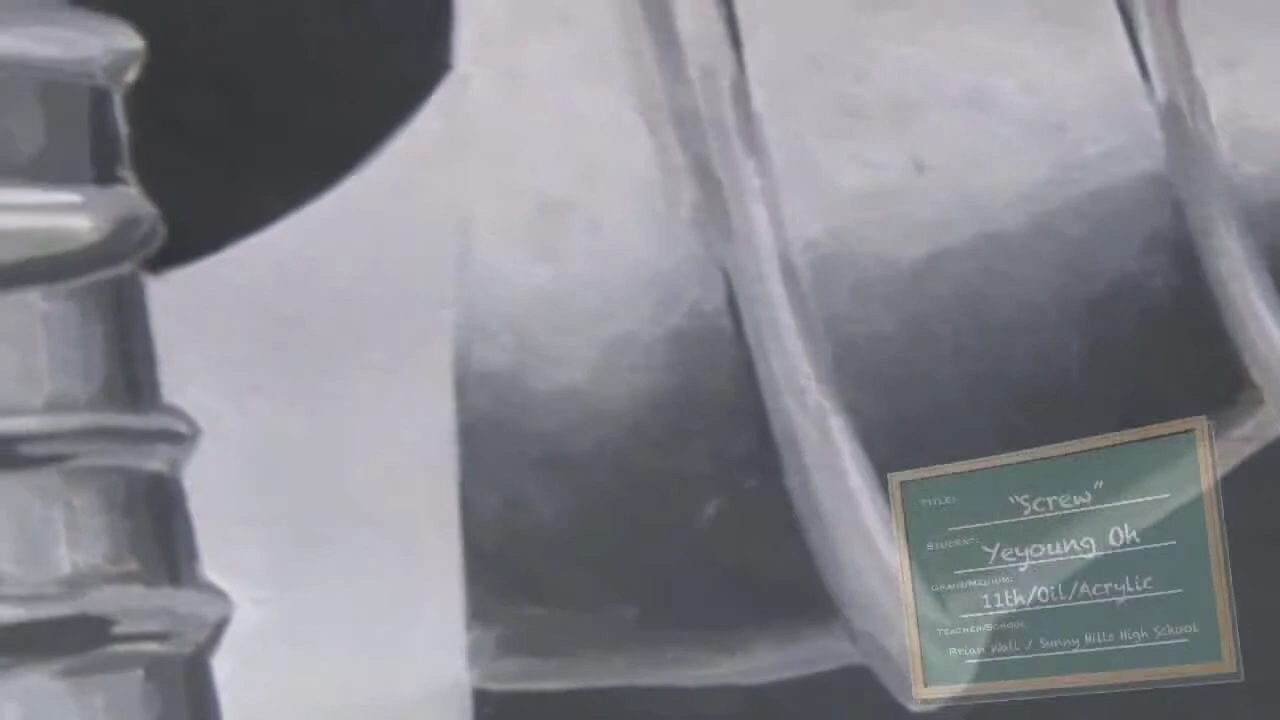 TITLE:
"Screw"
STUDENT:
Yeyoung Oh
GRADE/MEDIUM:
11th/Oil/Acrylic
TEACHER/SCHOOL:
Brian Wall / Sunny Hills High School